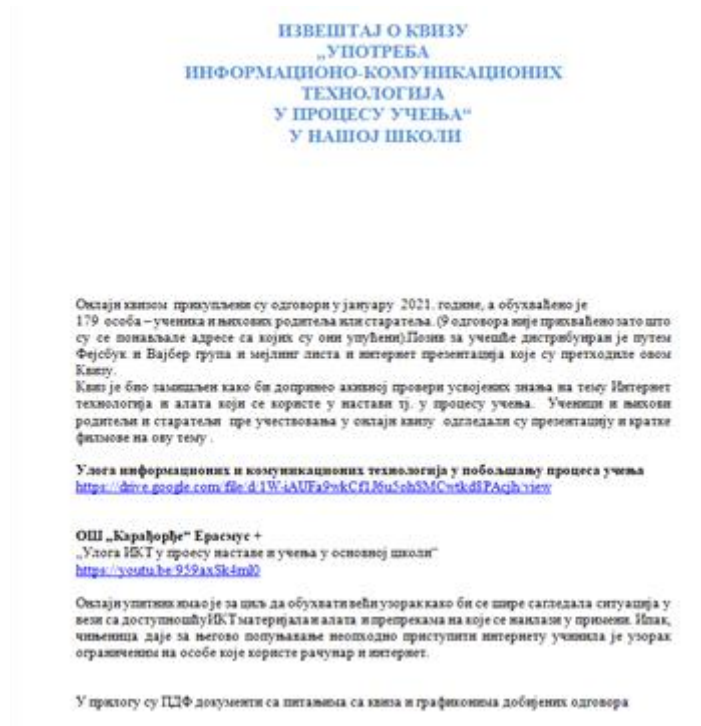 ИЗВЕШТАЈ О КВИЗУ
„УПОТРЕБА
ИНФОРМАЦИОНО-КОМУНИКАЦИОНИХ
ТЕХНОЛОГИЈА
У ПРОЦЕСУ УЧЕЊА“
У НАШОЈ ШКОЛИ
Онлајн квизом прикупљени су одговори у јануару 2021. године, а обухваћено је
179 особа – ученика и њихових родитеља или старатеља. (9 одговора није прихваћено зато што
су се понављале адресе са којих су они упућени).Позив за учешће дистрибуиран је путем
Фејсбук и Вајбер група и мејлинг листа и интернет презентација које су претходиле овом
Квизу.
Квиз је био замишљен како би допринео акивној провери усвојених знања на тему Интернет
технологија и алата који се користе у настави тј. у процесу учења. Ученици и њихови
родитељи и старатељи пре учествовања у онлајн квизу одгледали су презентацију и кратке
филмове на ову тему .
Улога информационих и комуникационих технологија у побољшању процеса учења
ОШ „Карађорђе“ Ерасмус +
„Улога ИКТ у проесу наставе и учења у основној школи“
https://youtu.be/959axSk4ml0
Онлајн упитник имао је за циљ да обухвати већи узорак како би се шире сагледала ситуација у
вези са доступношћу ИКТ материјала и алата и препрекама на које се наилази у примени. Ипак,
чињеница да је за његово попуњавање неопходно приступити интернету учинила је узорак
ограниченим на особе које користе рачунар и интернет.
У прилогу су ПДФ документи са питањима са квиза и графиконима добијених одговора